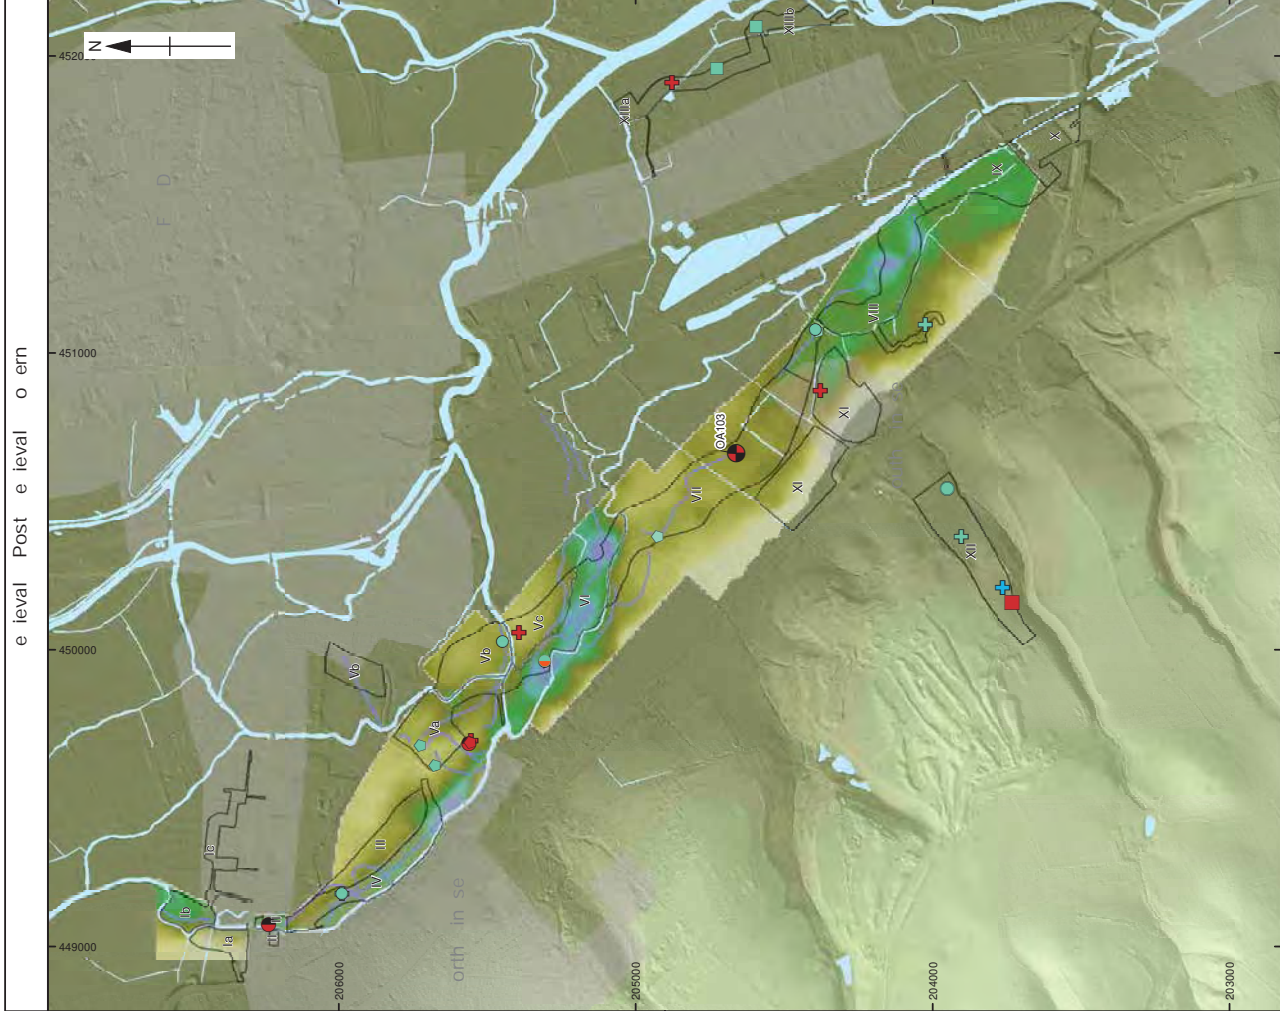 e ieval Post e ieval o ern
N
452000
451000
450000
449000
206000
205000
204000
203000
XIIIb
XIIIa
X
IX
VIII
OA103
XI
XI
VII
XII
VI
Vc
Vb
Vb
Va
III
IV
Ic
Ib
Ia
II
orth in se